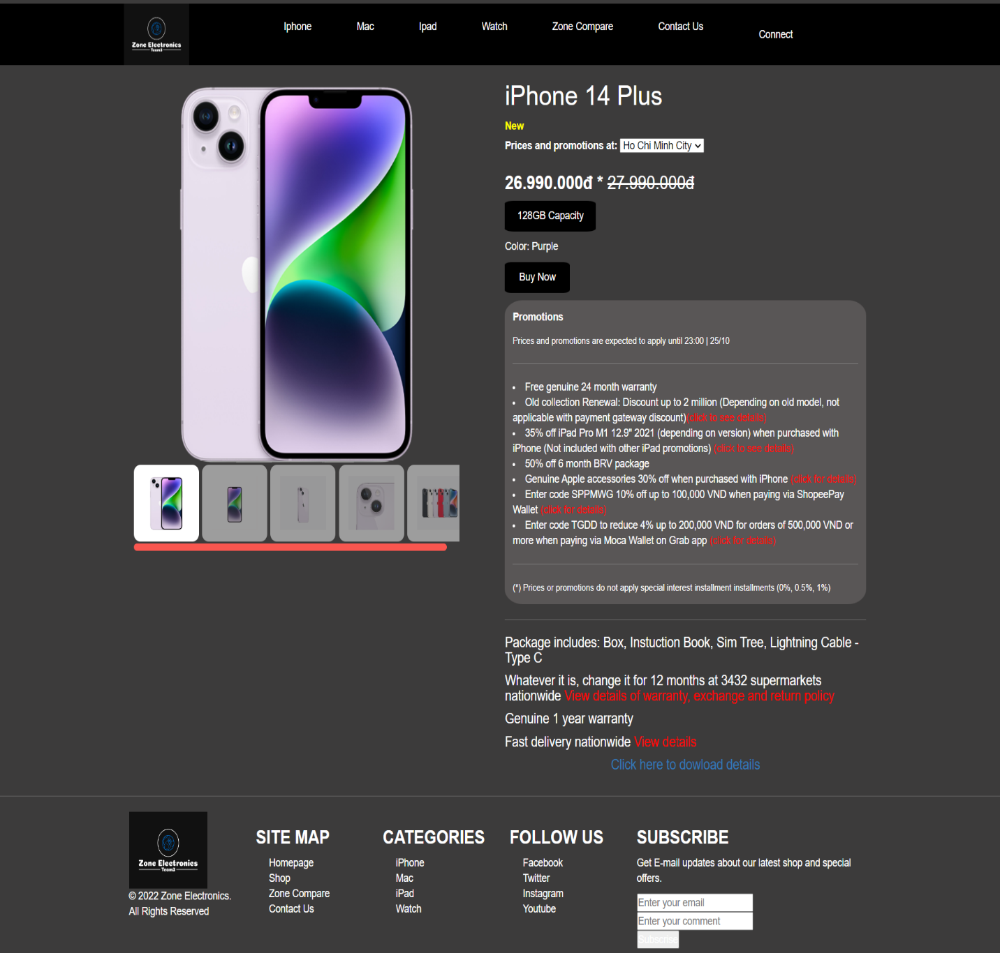 Zone Electronics
Team3
Iphone
Mac
Ipad
Watch
Zone Compare
Contact Us
Connect
iPhone 14 Plus
New
Prices and promotions at: Ho Chi Minh City
26.990.000đ * 27.990.000đ
128GB Capacity
Color: Purple
Buy Now
Promotions
Prices and promotions are expected to apply until 23:00 | 25/10
• Free genuine 24 month warranty
• Old collection Renewal: Discount up to 2 million (Depending on old model, not
applicable with payment gateway discount)(click to see details)
• 35% off iPad Pro M1 12.9" 2021 (depending on version) when purchased with
iPhone (Not included with other iPad promotions) (click to see details)
• 50% off 6 month BRV package
• Genuine Apple accessories 30% off when purchased with iPhone (click for details)
• Enter code SPPMWG 10% off up to 100,000 VND when paying via ShopeePay
Wallet (click for details)
• Enter code TGDD to reduce 4% up to 200,000 VND for orders of 500,000 VND or
more when paying via Moca Wallet on Grab app (click for details)
(*) Prices or promotions do not apply special interest installment installments (0%, 0.5%, 1%)
Package includes: Box, Instuction Book, Sim Tree, Lightning Cable -
Type C
Whatever it is, change it for 12 months at 3432 supermarkets
nationwide View details of warranty, exchange and return policy
Genuine 1 year warranty
Fast delivery nationwide View details
Click here to dowload details
Zone Electronics
Team3
© 2022 Zone Electronics.
All Rights Reserved
SITE MAP
Homepage
Shop
Zone Compare
Contact Us
CATEGORIES
iPhone
Mac
iPad
Watch
FOLLOW US
Facebook
Twitter
Instagram
Youtube
SUBSCRIBE
Get E-mail updates about our latest shop and special
offers.
Enter your email
Enter your comment
Subscribe